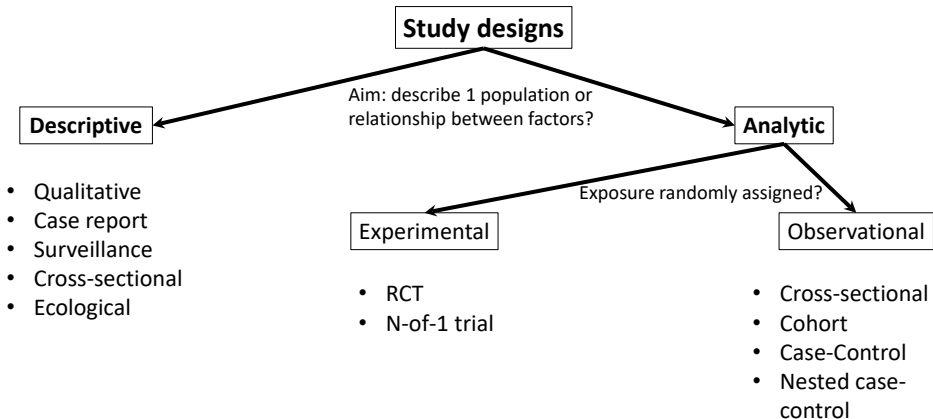 Study designs
Aim: describe 1 population or
relationship between factors?
Descriptive
Analytic
• Qualitative
• Case report
• Surveillance
• Cross-sectional
• Ecological
Exposure randomly assigned?
Experimental
Observational
• RCT
• N-of-1 trial
• Cross-sectional
• Cohort
• Case-Control
• Nested case-
control